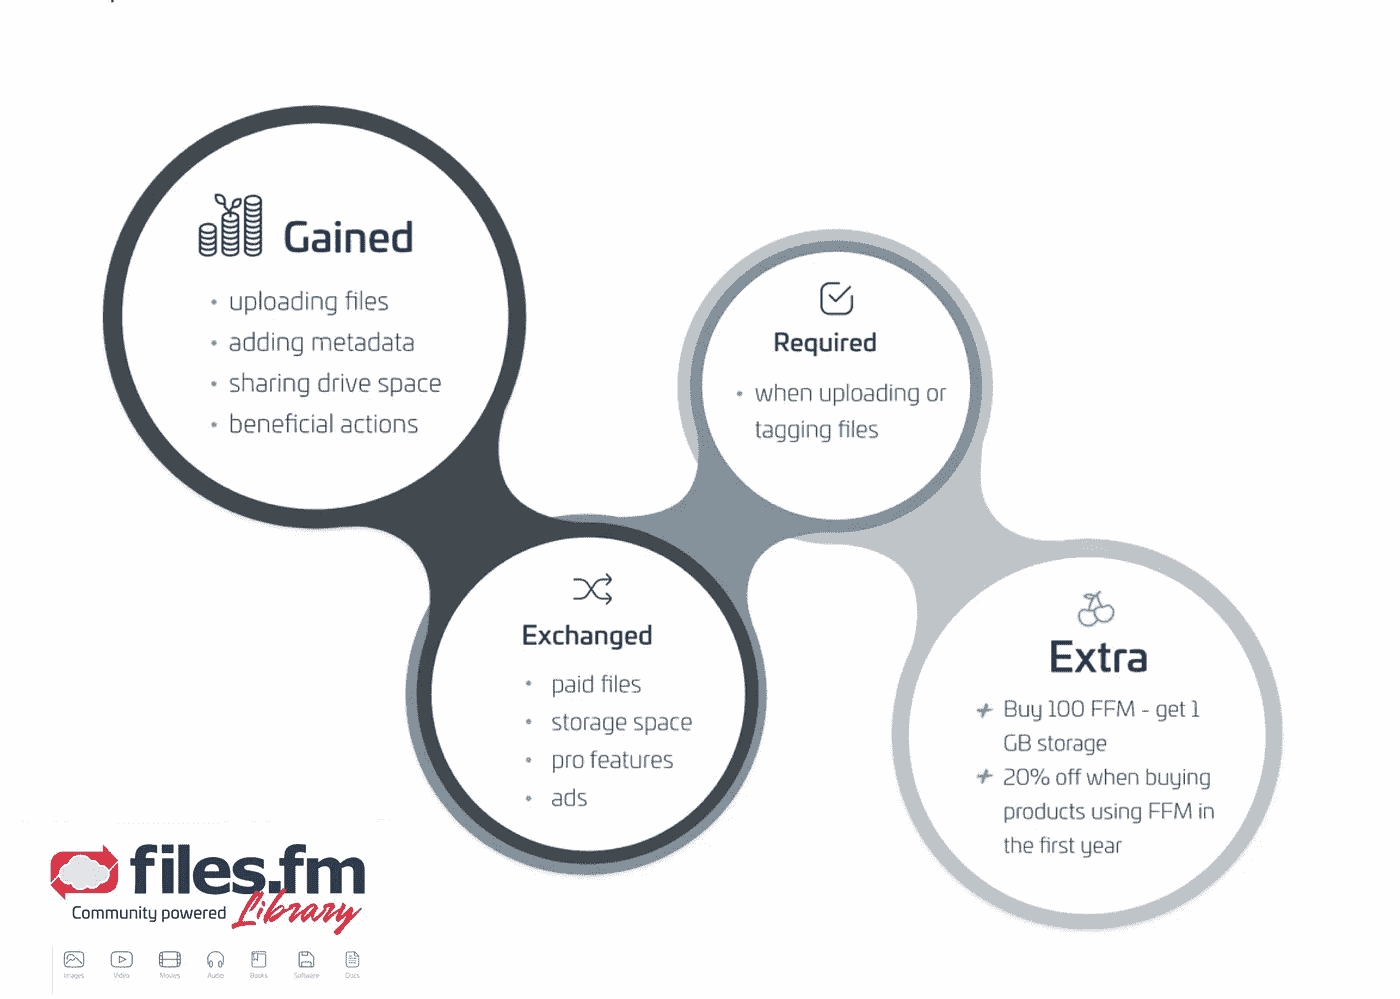 Gained
• uploading files
• adding metadata
• sharing drive space
• beneficial actions
Required
• when uploading or
tagging files
Exchanged
• paid files
• storage space
• pro features
• ads
Extra
+ Buy 100 FFM - get 1
GB storage
+ 20% off when buying
products using FFM in
the first year
files.fm
Community powered Library
Images Video Movies Audio Books Software Docs